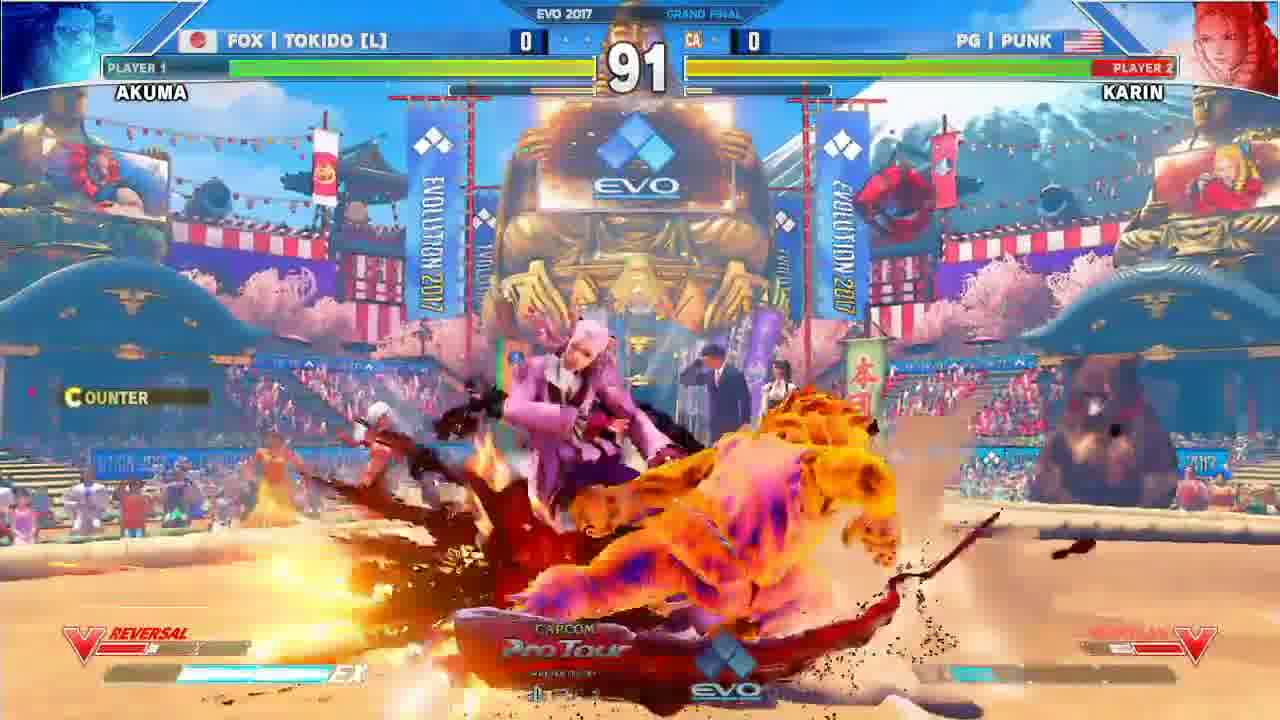 EVO 2017 GRAND FINAL
FOX | TOKIDO [L] 0 CA 0 PG | PUNK
91
PLAYER 1 PLAYER 2
AKUMA KARIN
EVO
EVOLUTION 2017 EVOLUTION 2017
COUNTER
本
REVERSAL
EX
CAPCOM
Pro Tour
EVO